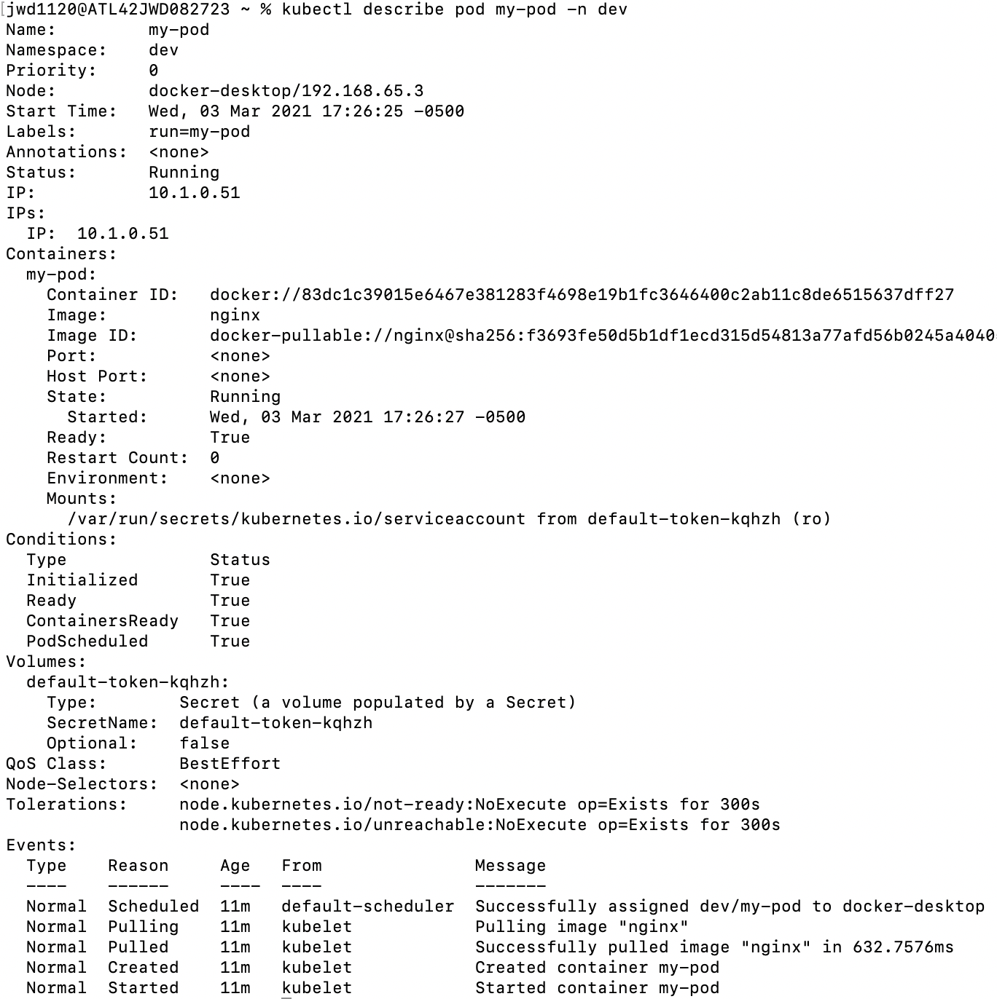 jwd1120@ATL42JWD082723 ~ % kubectl describe pod my-pod -n dev
Name:         my-pod
Namespace:    dev
Priority:     0
Node:         docker-desktop/192.168.65.3
Start Time:   Wed, 03 Mar 2021 17:26:25 -0500
Labels:       run=my-pod
Annotations:  <none>
Status:       Running
IP:           10.1.0.51
IPs:
  IP:  10.1.0.51
Containers:
  my-pod:
    Container ID:   docker://83dc1c39015e6467e381283f4698e19b1fc3646400c2ab11c8de6515637dff27
    Image:          nginx
    Image ID:       docker-pullable://nginx@sha256:f3693fe50d5b1df1ecd315d54813a77afd56b0245a4040
    Port:           <none>
    Host Port:      <none>
    State:          Running
      Started:      Wed, 03 Mar 2021 17:26:27 -0500
    Ready:          True
    Restart Count:  0
    Environment:    <none>
    Mounts:
      /var/run/secrets/kubernetes.io/serviceaccount from default-token-kqhzh (ro)
Conditions:
  Type              Status
  Initialized       True
  Ready             True
  ContainersReady   True
  PodScheduled      True
Volumes:
  default-token-kqhzh:
    Type:        Secret (a volume populated by a Secret)
    SecretName:  default-token-kqhzh
    Optional:    false
QoS Class:       BestEffort
Node-Selectors:  <none>
Tolerations:     node.kubernetes.io/not-ready:NoExecute op=Exists for 300s
                 node.kubernetes.io/unreachable:NoExecute op=Exists for 300s
Events:
  Type    Reason     Age   From               Message
  ----    ------     ----  ----               -------
  Normal  Scheduled  11m   default-scheduler  Successfully assigned dev/my-pod to docker-desktop
  Normal  Pulling    11m   kubelet            Pulling image "nginx"
  Normal  Pulled     11m   kubelet            Successfully pulled image "nginx" in 632.7576ms
  Normal  Created    11m   kubelet            Created container my-pod
  Normal  Started    11m   kubelet            Started container my-pod